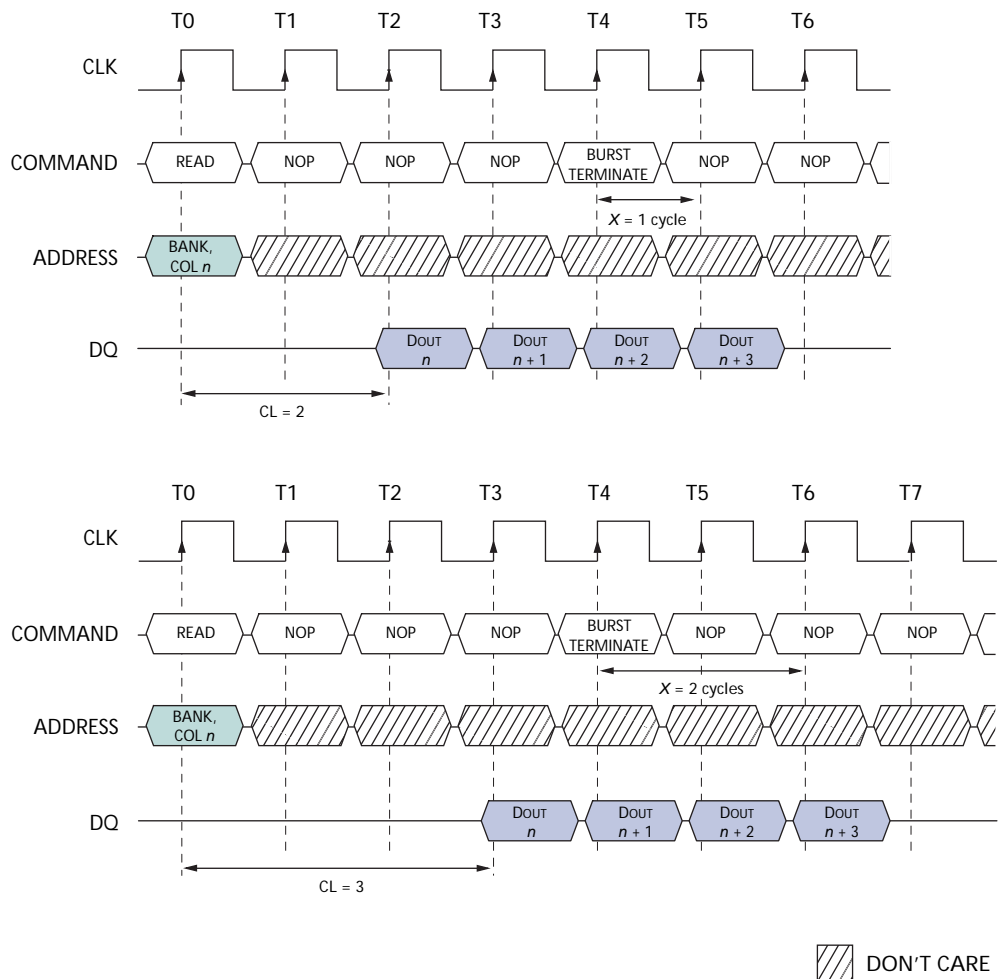 T0 T1 T2 T3 T4 T5 T6
CLK
COMMAND READ NOP NOP NOP BURST TERMINATE NOP NOP
X = 1 cycle
ADDRESS BANK, COL n
DQ DOUT n DOUT n + 1 DOUT n + 2 DOUT n + 3
CL = 2
T0 T1 T2 T3 T4 T5 T6 T7
CLK
COMMAND READ NOP NOP NOP BURST TERMINATE NOP NOP NOP
X = 2 cycles
ADDRESS BANK, COL n
DQ DOUT n DOUT n + 1 DOUT n + 2 DOUT n + 3
CL = 3
DON'T CARE